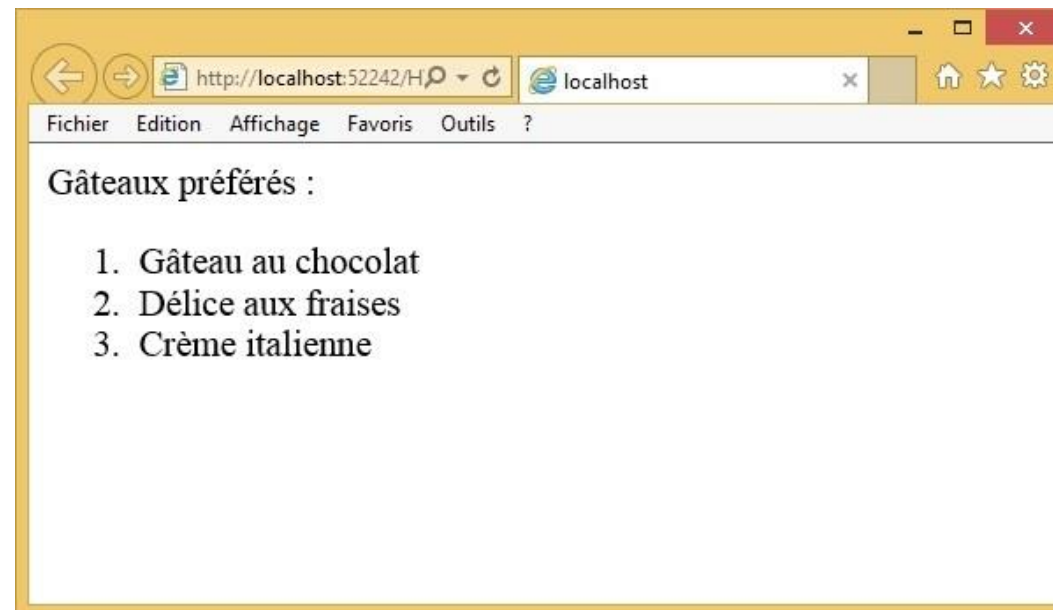 http://localhost:52242/H
localhost
Fichier Edition Affichage Favoris Outils ?
Gâteaux préférés :
1. Gâteau au chocolat
2. Délice aux fraises
3. Crème italienne